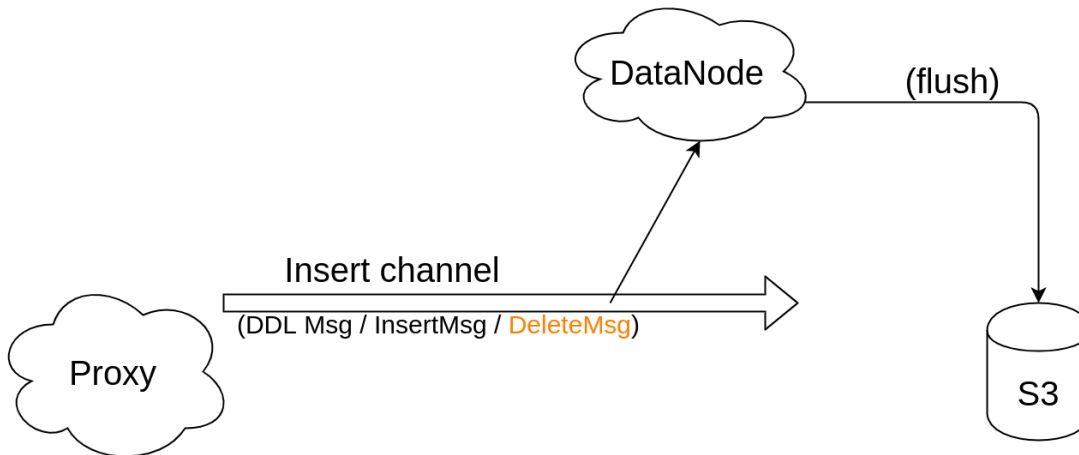 DataNode
(flush)
Insert channel
(DDL Msg / InsertMsg / DeleteMsg)
Proxy
S3